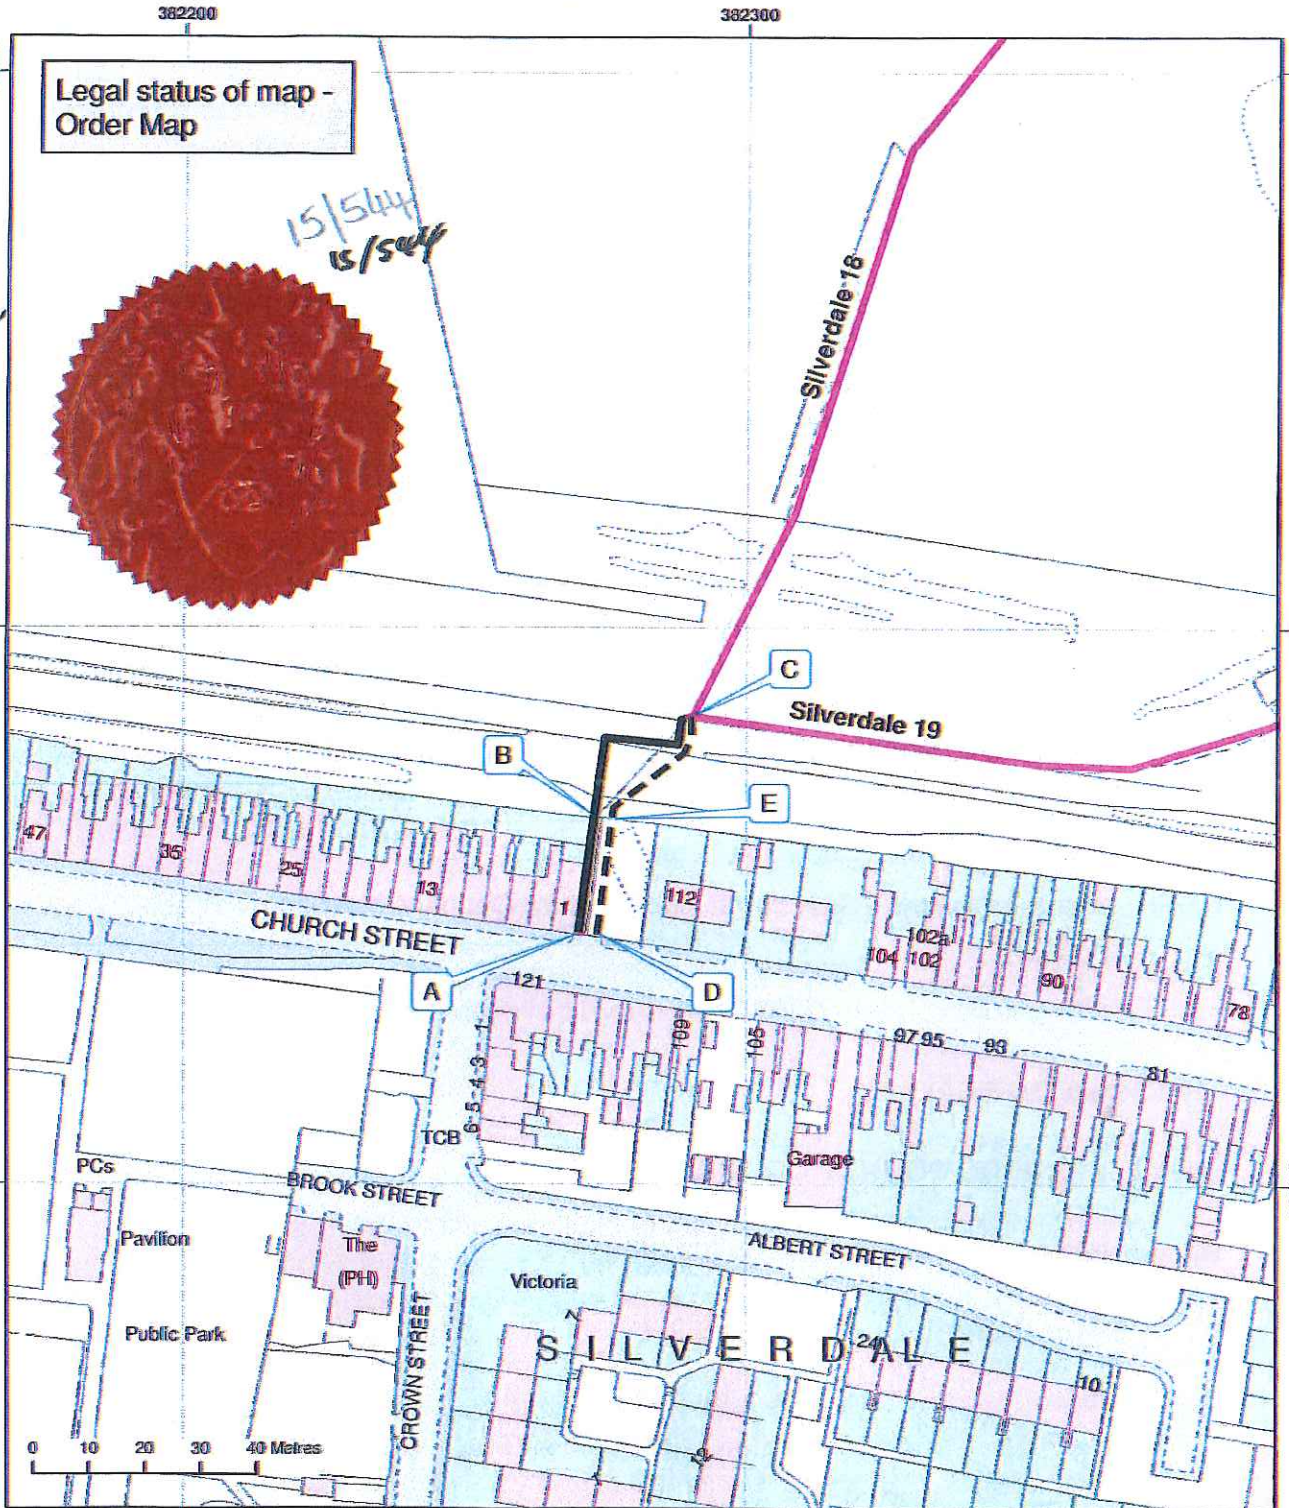 382200
382300
Legal status of map -
Order Map
15/544
15/544
Silverdale 18
C
Silverdale 19
B
E
47
35
25
13
1
112
CHURCH STREET
104
102a
102
90
78
A
D
121
109
105
97 95
93
81
1
3
4
5
6
TCB
Garage
PCs
BROOK STREET
Pavilion
The
(PH)
ALBERT STREET
Victoria
Public Park
CROWN STREET
SILVERDALE
24
10
0 10 20 30 40 Metres